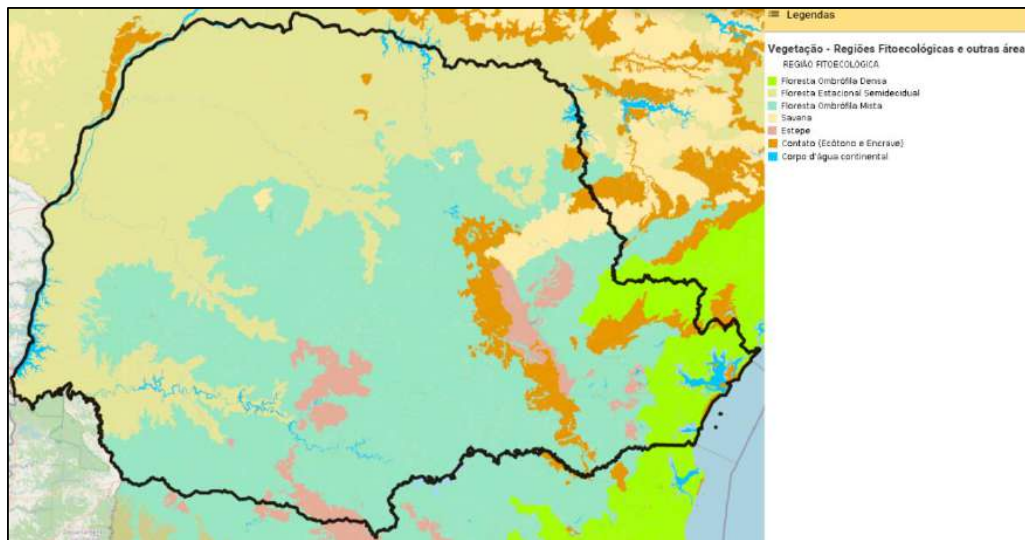 Legendas
Vegetação - Regiões Fitoecológicas e outras área
REGIÃO FITOECOLÓGICA
Floresta Ombrófila Densa
Floresta Estacional Semidecidual
Floresta Ombrófila Mista
Savana
Estepe
Contato (Ecótono e Encrave)
Corpo d'água continental